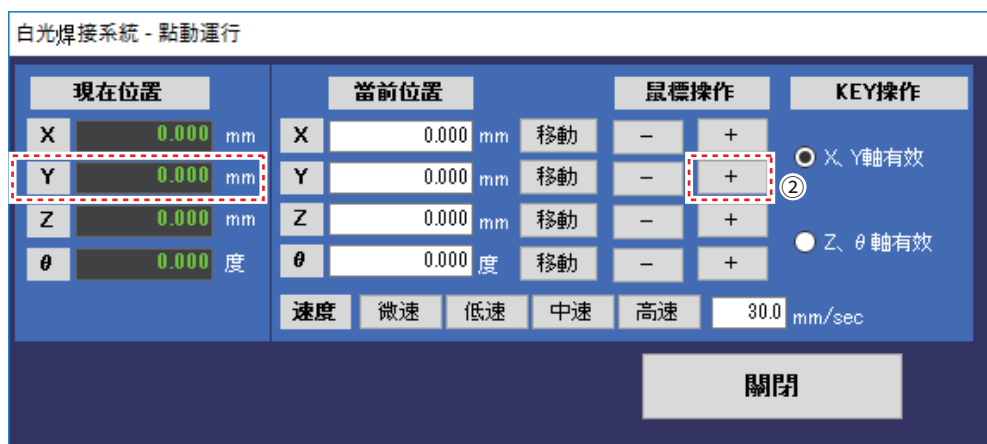 白光焊接系統 - 點動運行
現在位置 當前位置 鼠標操作 KEY操作
X 0.000 mm X 0.000 mm 移動 － ＋
X、Y軸有效
Y 0.000 mm Y 0.000 mm 移動 － ＋ ②
Z 0.000 mm Z 0.000 mm 移動 － ＋
Z、θ軸有效
θ 0.000 度 θ 0.000 度 移動 － ＋
速度 微速 低速 中速 高速 30.0 mm/sec
關閉